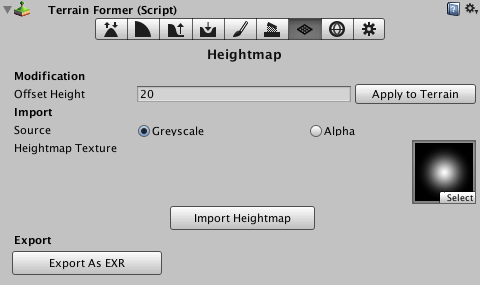 Terrain Former (Script)
Heightmap
Modification
Offset Height 20 Apply to Terrain
Import
Source Greyscale Alpha
Heightmap Texture
Select
Import Heightmap
Export
Export As EXR